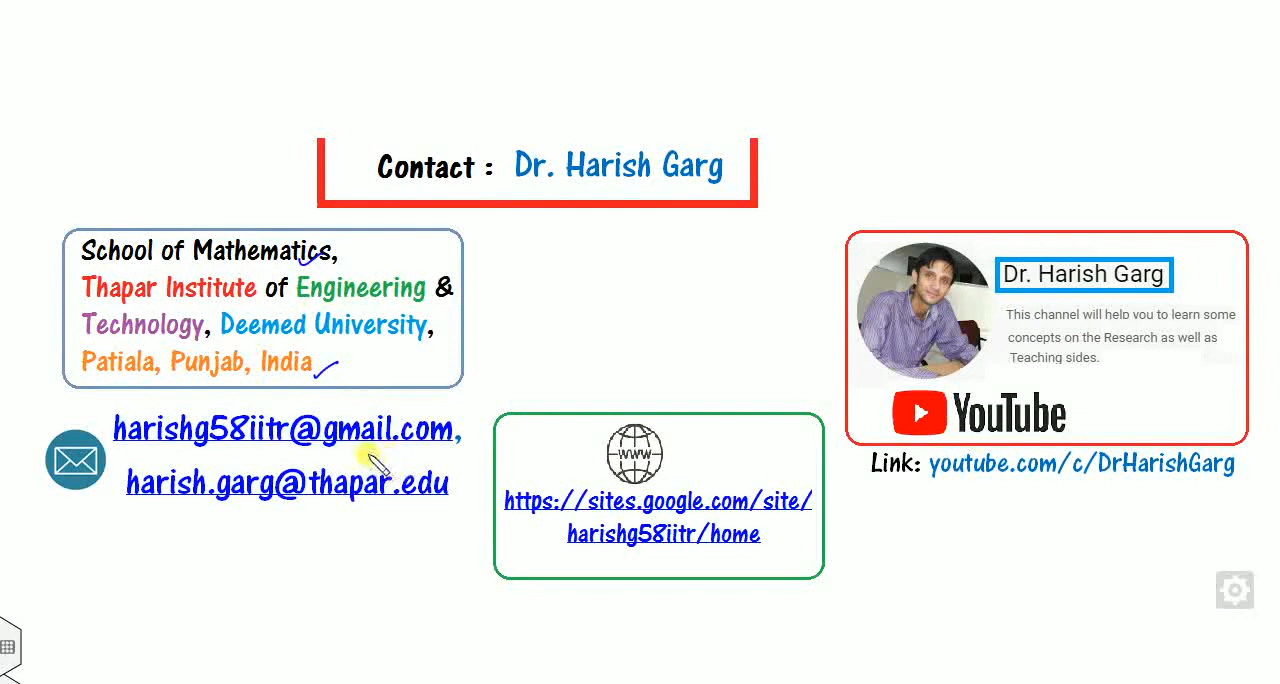 Contact : Dr. Harish Garg
School of Mathematics,
Thapar Institute of Engineering &
Technology, Deemed University,
Patiala, Punjab, India
harishg58iitr@gmail.com,
harish.garg@thapar.edu
www
https://sites.google.com/site/
harishg58iitr/home
Dr. Harish Garg
This channel will help you to learn some
concepts on the Research as well as
Teaching sides.
YouTube
Link: youtube.com/c/DrHarishGarg